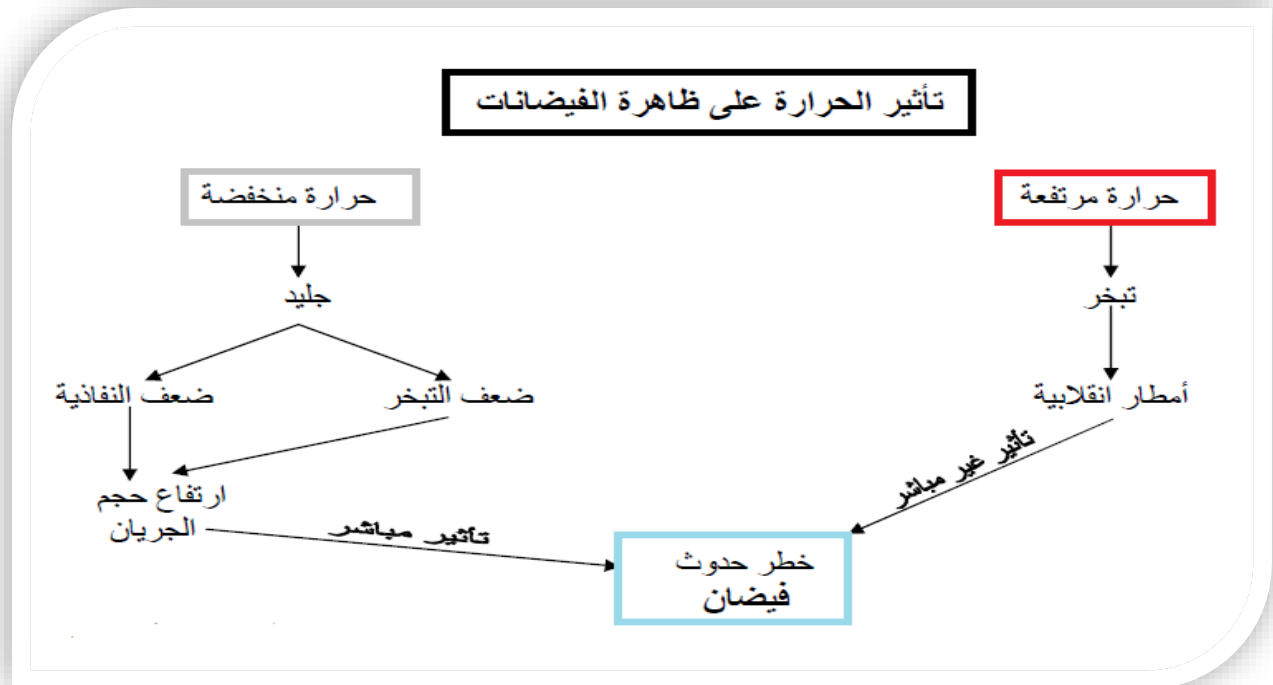 تأثير الحرارة على ظاهرة الفيضانات
حرارة مرتفعة
حرارة منخفضة
تبخر
جليد
أمطار انقلابية
ضعف التبخر
ضعف النفاذية
تأثير غير مباشر
ارتفاع حجم
الجريان
تأثير مباشر
خطر حدوث
فيضان